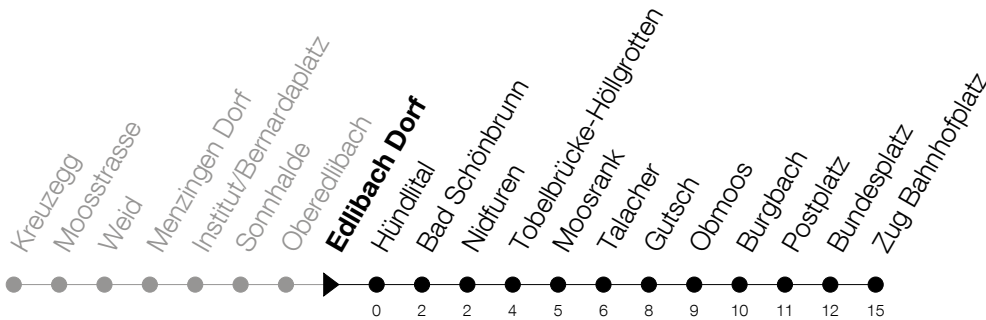 Kreuzegg
Moosstrasse
Weid
Menzingen Dorf
Institut/Bernardaplatz
Sonnhalde
Oberedlibach
Edlibach Dorf
Hündlital
Bad Schönbrunn
Nidfuren
Tobelbrücke-Höllgrotten
Moosrank
Talacher
Gutsch
Obmoos
Burgbach
Postplatz
Bundesplatz
Zug Bahnhofplatz
0 2 2 4 5 6 8 9 10 11 12 15